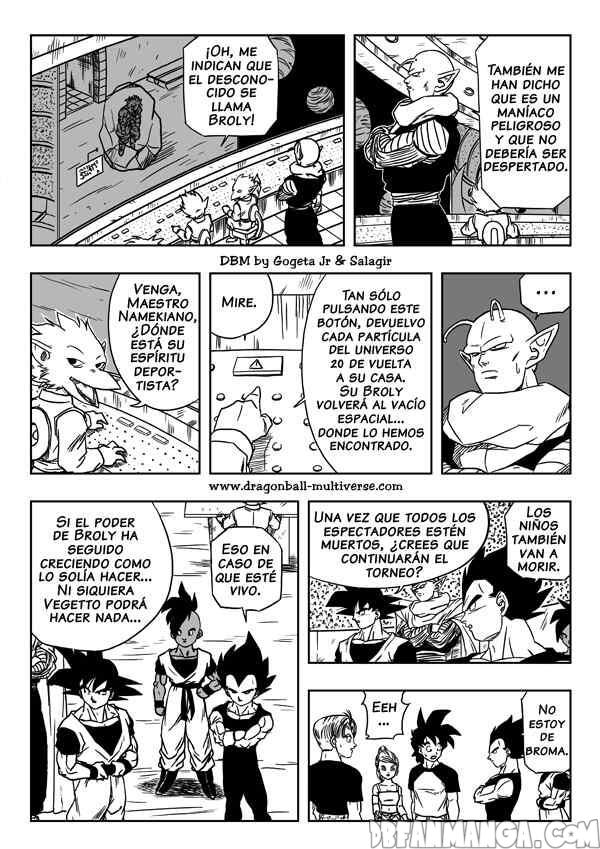 ¡Oh, me
indican que
el descono-
cido se
llama
Broly!
También me
han dicho
que es un
maníaco
peligroso
y que no
debería ser
despertado.
DBM by Gogeta Jr & Salagir
Venga,
Maestro
Namekiano,
¿Dónde
está su
espíritu
depor-
tista?
Mire.
Tan sólo
pulsando este
botón, devuelvo
cada partícula
del universo
20 de vuelta
a su casa.
Su Broly
volverá al vacío
espacial...
donde lo hemos
encontrado.
...
www.dragonball-multiverse.com
Si el poder
de Broly ha
seguido
creciendo como
lo solía hacer...
Ni siquiera
Vegetto podrá
hacer nada...
Eso en
caso de
que esté
vivo.
Una vez que todos los
espectadores estén
muertos, ¿crees que
continuarán el
torneo?
Los
niños
también
van a
morir.
Eeh
...
No
estoy
de
broma.
DBFANMANGA.COM